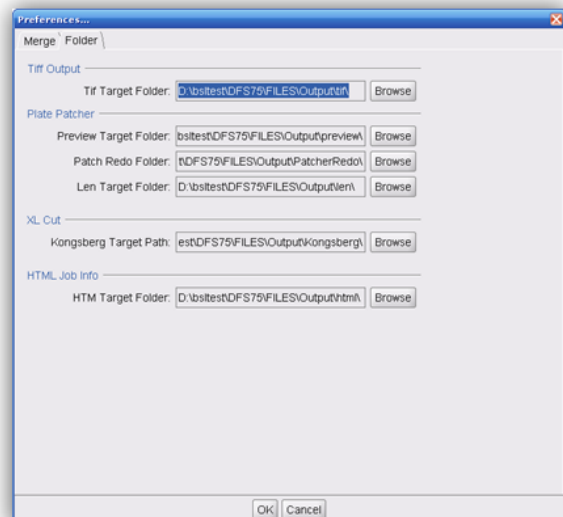 Preferences...
Merge Folder
Tiff Output
Tif Target Folder: D:\bsltest\DFS75\FILES\Output\tif\ Browse
Plate Patcher
Preview Target Folder: bsltest\DFS75\FILES\Output\preview\ Browse
Patch Redo Folder: t\DFS75\FILES\Output\PatcherRedo\ Browse
Len Target Folder: D:\bsltest\DFS75\FILES\Output\len\ Browse
XL Cut
Kongsberg Target Path: est\DFS75\FILES\Output\Kongsberg\ Browse
HTML Job Info
HTM Target Folder: D:\bsltest\DFS75\FILES\Output\html\ Browse
OK Cancel